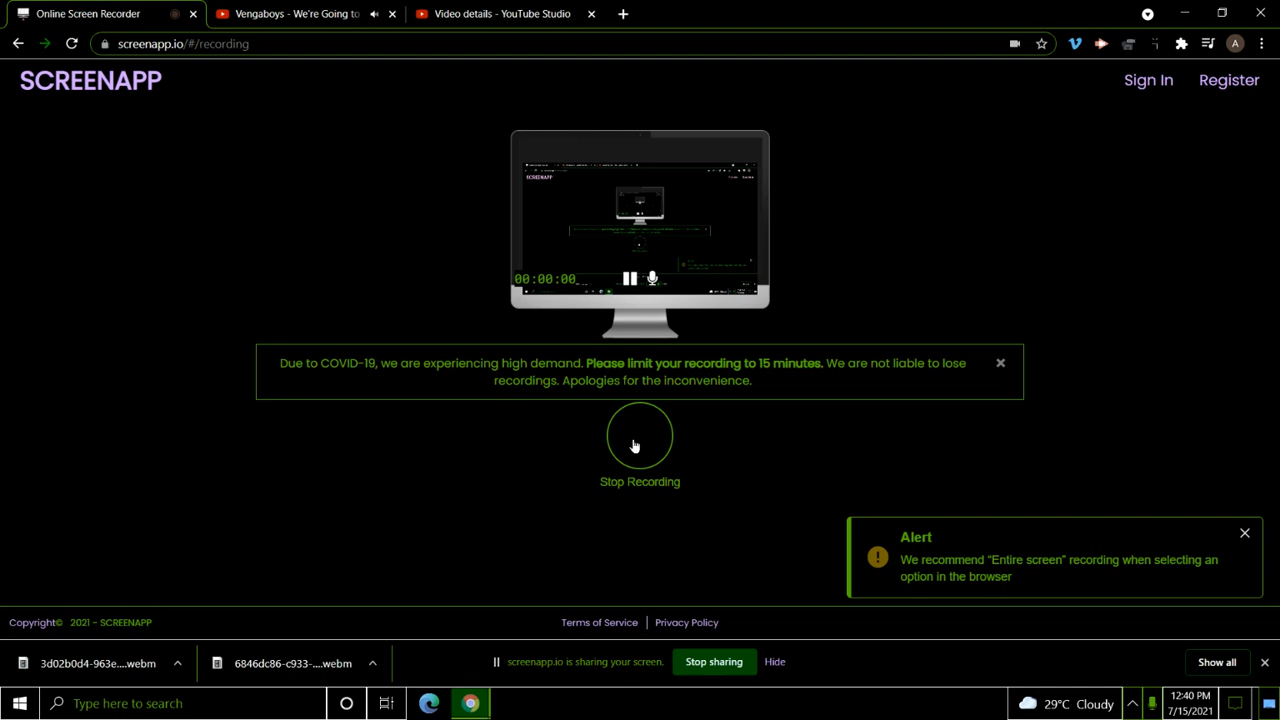 Online Screen Recorder
Vengaboys - We're Going to
Video details - YouTube Studio
screenapp.io/#/recording
A
SCREENAPP
Sign In
Register
SCREENAPP
00:00:00
Due to COVID-19, we are experiencing high demand. Please limit your recording to 15 minutes. We are not liable to lose
recordings. Apologies for the inconvenience.
Stop Recording
Alert
We recommend "Entire screen" recording when selecting an
option in the browser
Copyright© 2021 - SCREENAPP
Terms of Service
Privacy Policy
3d02b0d4-963e....webm
6846dc86-c933-....webm
screenapp.io is sharing your screen.
Stop sharing
Hide
Show all
Type here to search
29°C Cloudy
12:40 PM
7/15/2021